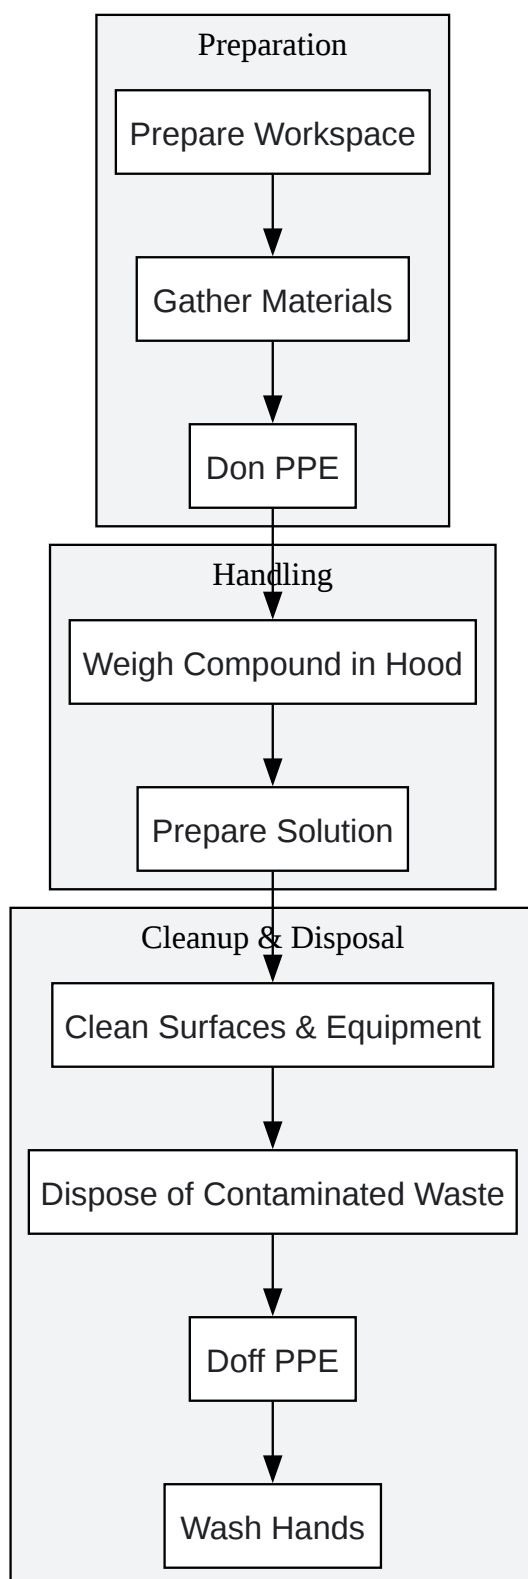 Preparation
Prepare Workspace
Gather Materials
Don PPE
Handling
Weigh Compound in Hood
Prepare Solution
Cleanup & Disposal
Clean Surfaces & Equipment
Dispose of Contaminated Waste
Doff PPE
Wash Hands